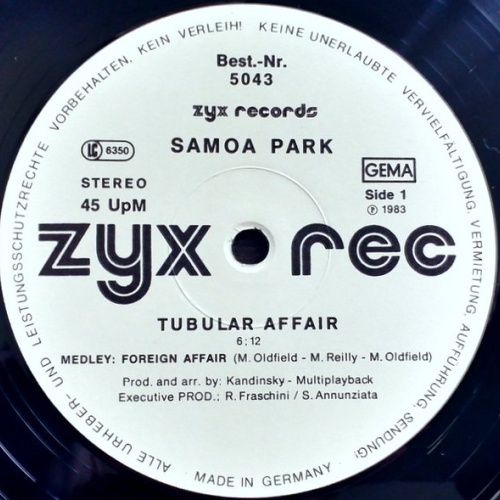 ALLE URHEBER- UND LEISTUNGSSCHUTZRECHTE VORBEHALTEN, KEIN VERLEIH! KEINE UNERLAUBTE VERVIELFÄLTIGUNG, VERMIETUNG, AUFFÜHRUNG, SENDUNG!
Best.-Nr.
5043
zyx records
SAMOA PARK
LC 6350
GEMA
STEREO
Side 1
45 UpM
℗ 1983
zyx rec
TUBULAR AFFAIR
6:12
MEDLEY: FOREIGN AFFAIR (M. Oldfield - M. Reilly - M. Oldfield)
Prod. and arr. by: Kandinsky - Multiplayback
Executive PROD.; R. Fraschini / S. Annunziata
MADE IN GERMANY